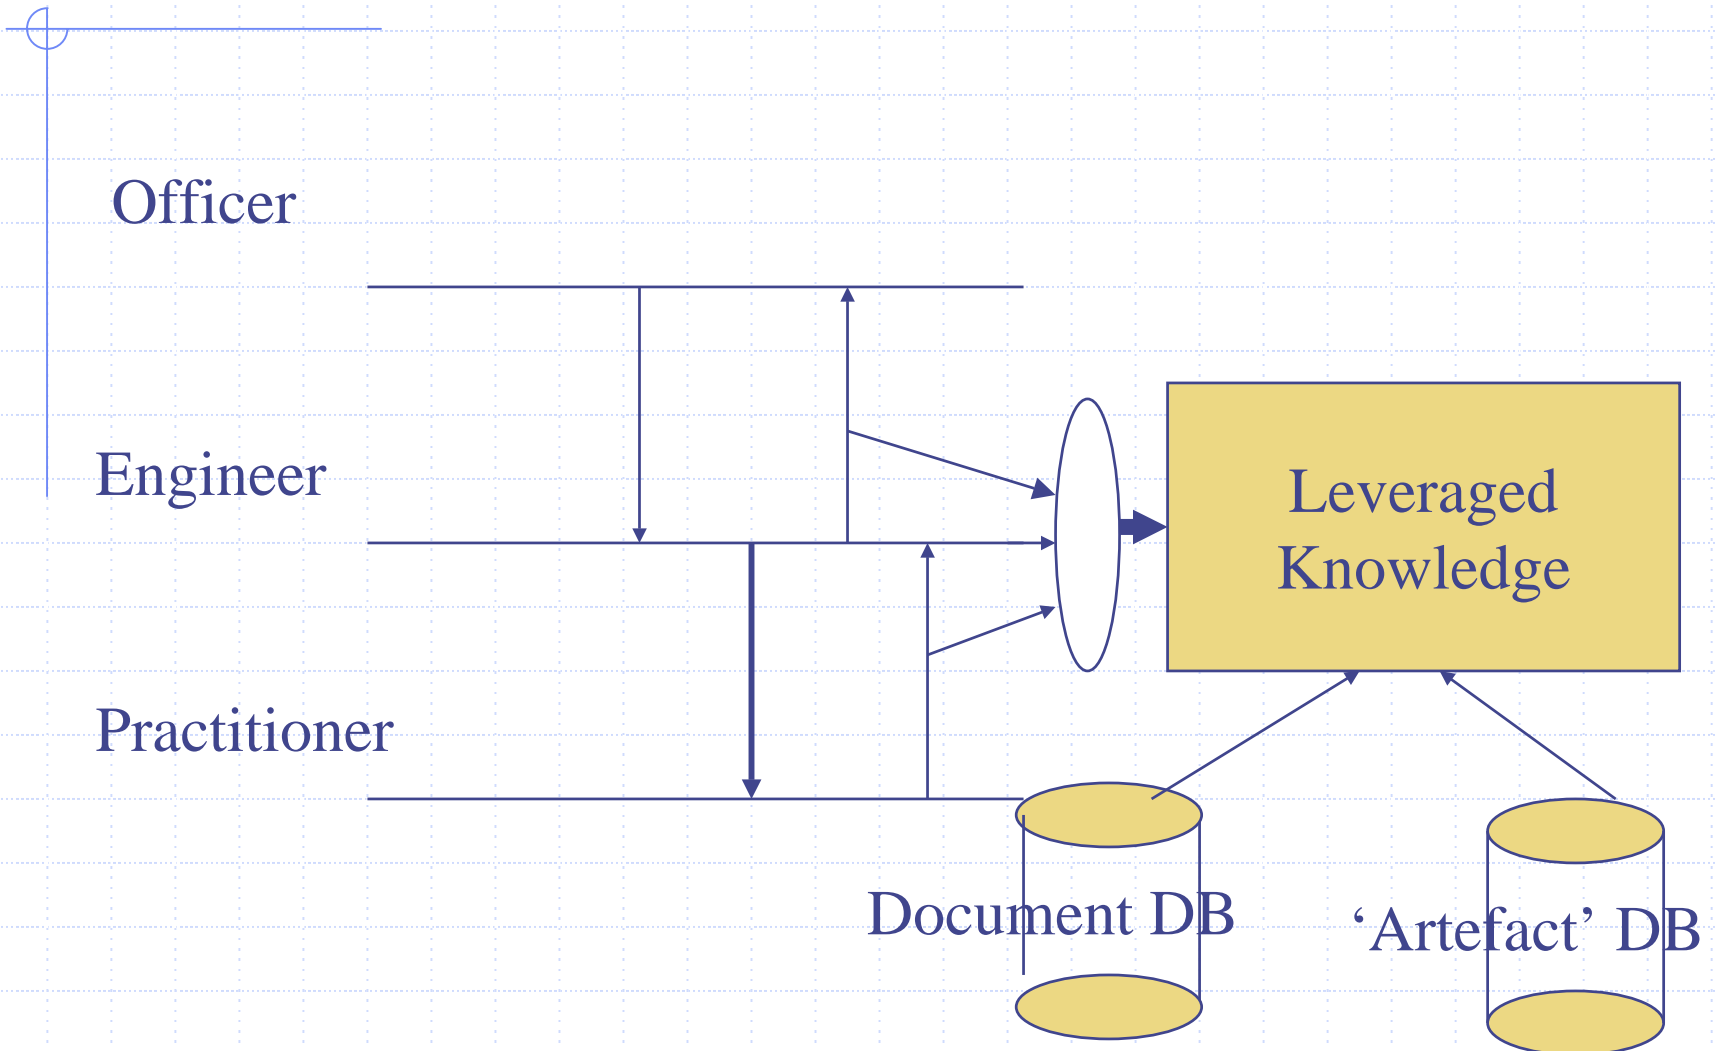 Officer
Engineer
Leveraged
Knowledge
Practitioner
Document DB
‘Artefact’ DB